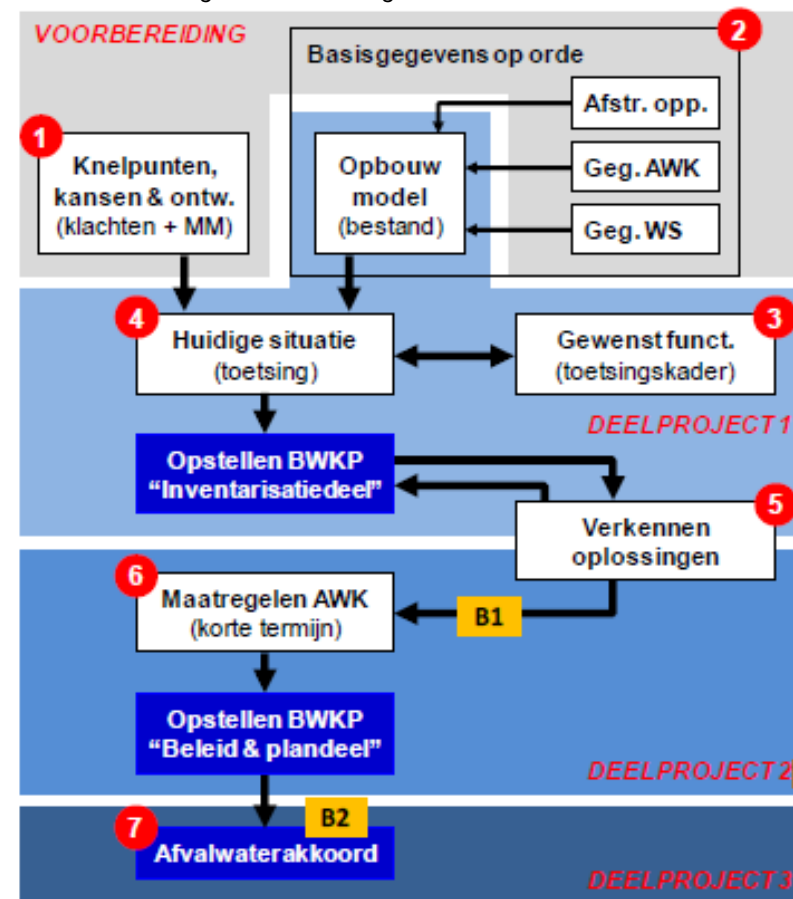 VOORBEREIDING
2
Basisgegevens op orde
Afstr. opp.
1
Knelpunten,
kansen & ontw.
(klachten + MM)
Opbouw
model
(bestand)
Geg. AWK
Geg. WS
4
Huidige situatie
(toetsing)
3
Gewenst funct.
(toetsingskader)
DEELPROJECT 1
Opstellen BWKP
“Inventarisatiedeel”
5
Verkennen
oplossingen
6
Maatregelen AWK
(korte termijn)
B1
Opstellen BWKP
“Beleid & plandeel”
DEELPROJECT 2
B2
7
Afvalwaterakkoord
DEELPROJECT 3